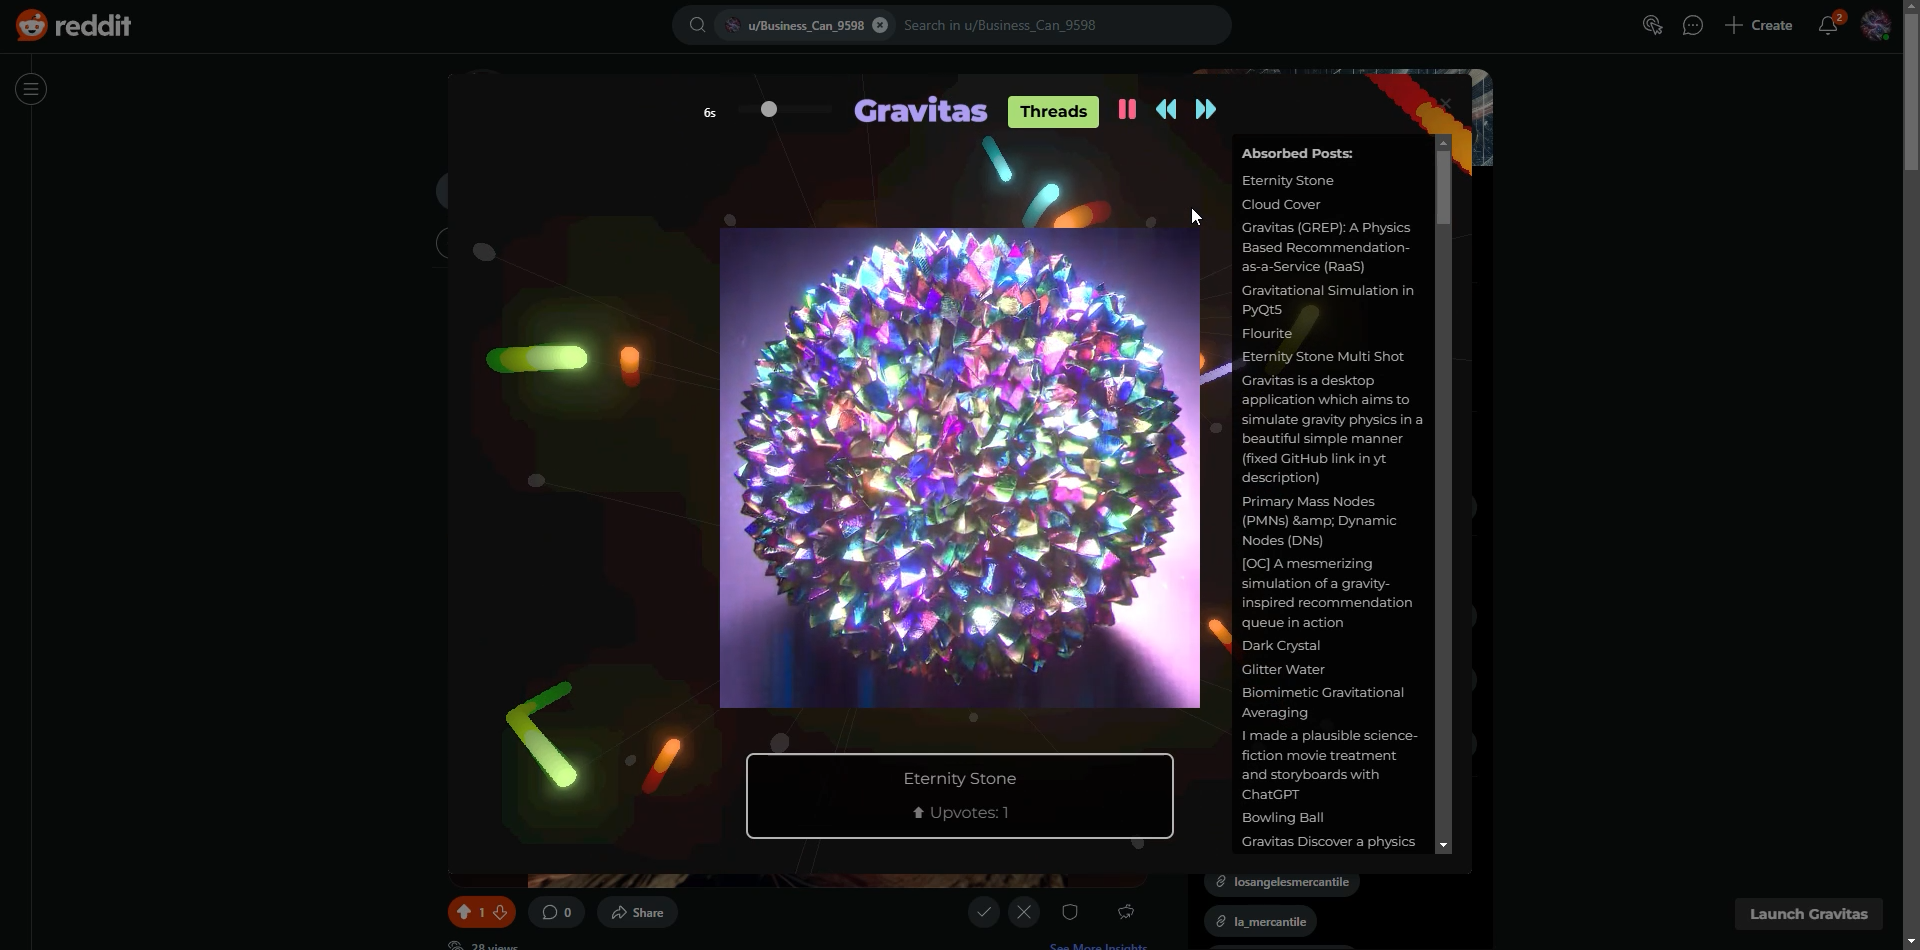 reddit
u/Business_Can_9598
Search in u/Business_Can_9598
Create
2
6s
Gravitas
Threads
Absorbed Posts:
Eternity Stone
Cloud Cover
Gravitas (GREP): A Physics
Based Recommendation-
as-a-Service (RaaS)
Gravitational Simulation in
PyQt5
Flourite
Eternity Stone Multi Shot
Gravitas is a desktop
application which aims to
simulate gravity physics in a
beautiful simple manner
(fixed GitHub link in yt
description)
Primary Mass Nodes
(PMNs) &amp; Dynamic
Nodes (DNs)
[OC] A mesmerizing
simulation of a gravity-
inspired recommendation
queue in action
Dark Crystal
Glitter Water
Biomimetic Gravitational
Averaging
I made a plausible science-
fiction movie treatment
and storyboards with
ChatGPT
Bowling Ball
Gravitas Discover a physics
Eternity Stone
Upvotes: 1
losangelesmercantile
1
0
Share
la_mercantile
Launch Gravitas
28 views
See More Insights